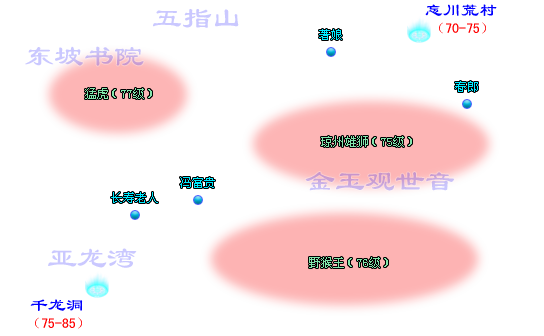 五指山
忘川荒村
(70-75)
著娘
东坡书院
春郎
猛虎(77级)
琼州雄狮(75级)
金玉观世音
冯富贵
长寿老人
亚龙湾
野猴王(76级)
千龙洞
(75-85)